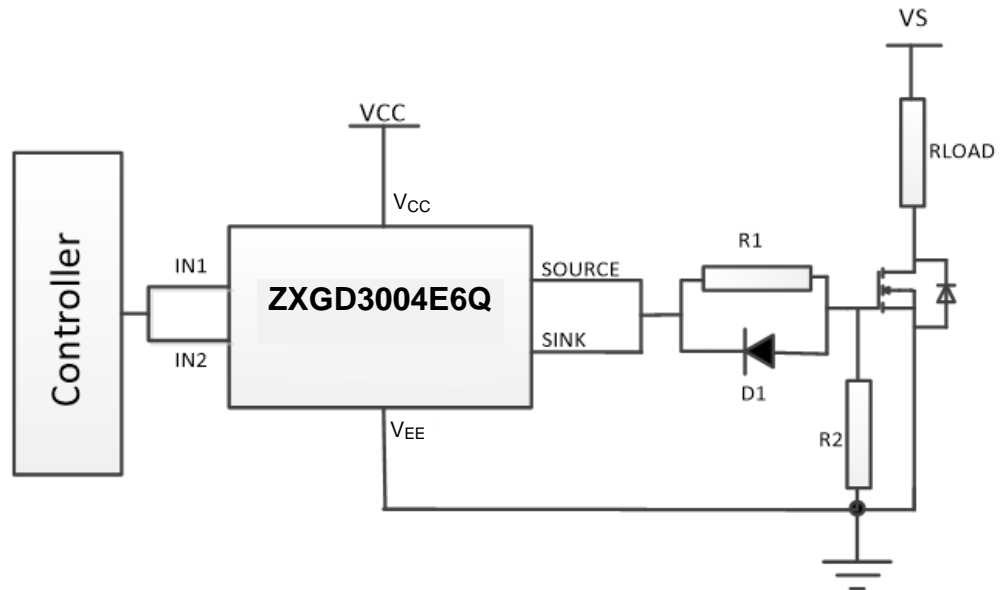 VS
RLOAD
VCC
VCC
Controller
IN1
IN2
ZXGD3004E6Q
SOURCE
SINK
R1
D1
R2
VEE